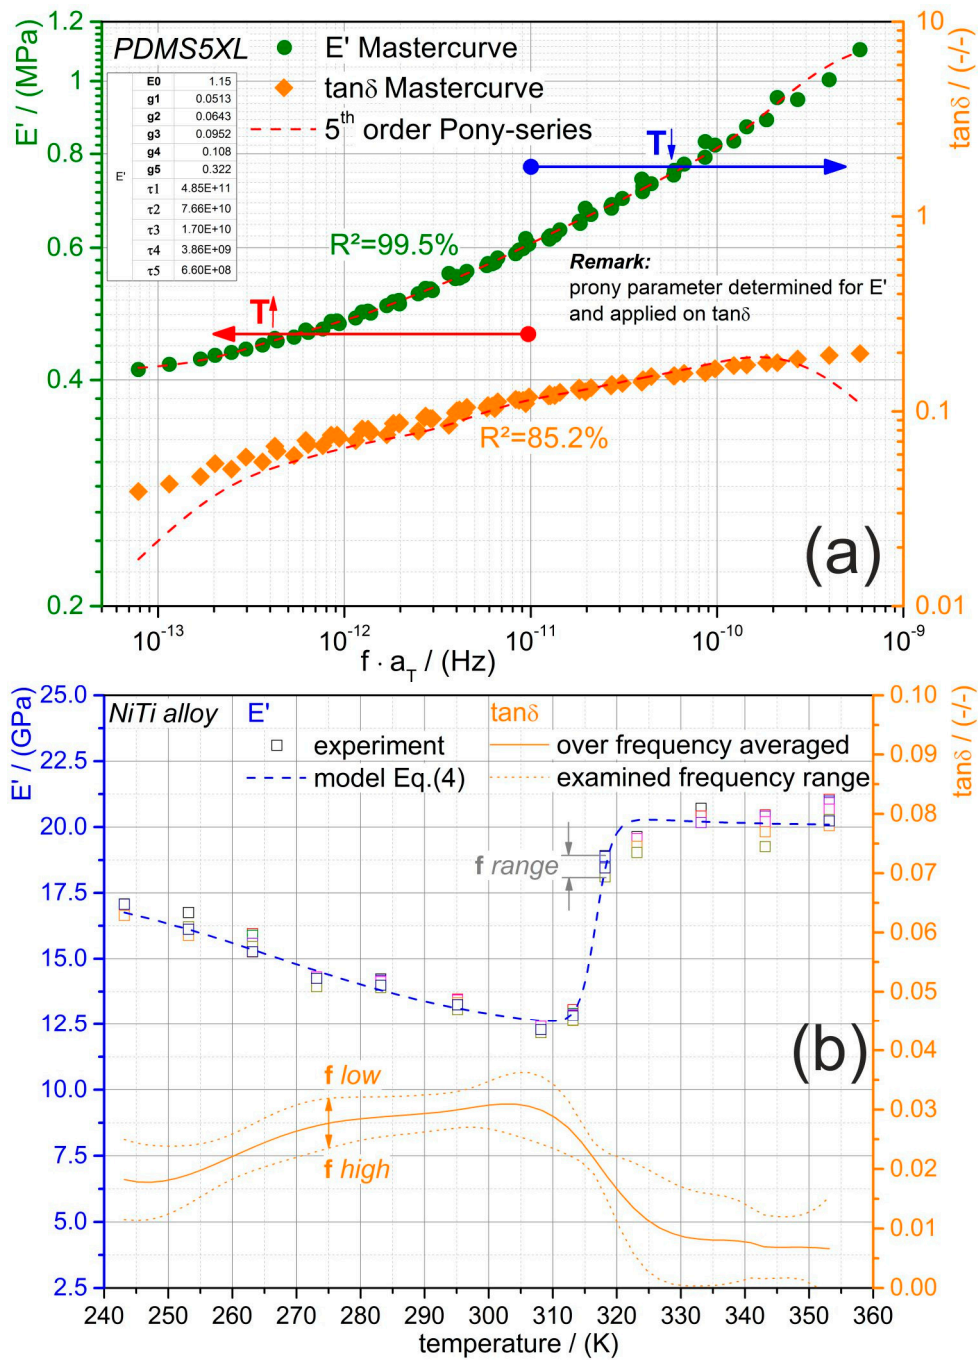 PDMS5XL
E' Mastercurve
tanδ Mastercurve
5th order Pony-series
E0 1.15
g1 0.0513
g2 0.0643
g3 0.0952
g4 0.108
g5 0.322
E'
τ1 4.85E+11
τ2 7.66E+10
τ3 1.70E+10
τ4 3.86E+09
τ5 6.60E+08
E' / (MPa)
1.2
1
0.8
0.6
0.4
0.2
tanδ / (-/-)
10
1
0.1
0.01
T
T
R²=99.5%
Remark:
prony parameter determined for E'
and applied on tanδ
R²=85.2%
(a)
10-13
10-12
10-11
10-10
10-9
f · aT / (Hz)
E' / (GPa)
25.0
22.5
20.0
17.5
15.0
12.5
10.0
7.5
5.0
2.5
NiTi alloy
E'
tanδ
experiment
over frequency averaged
model Eq.(4)
examined frequency range
f range
f low
f high
(b)
tanδ / (-/-)
0.10
0.09
0.08
0.07
0.06
0.05
0.04
0.03
0.02
0.01
0.00
240 250 260 270 280 290 300 310 320 330 340 350 360
temperature / (K)